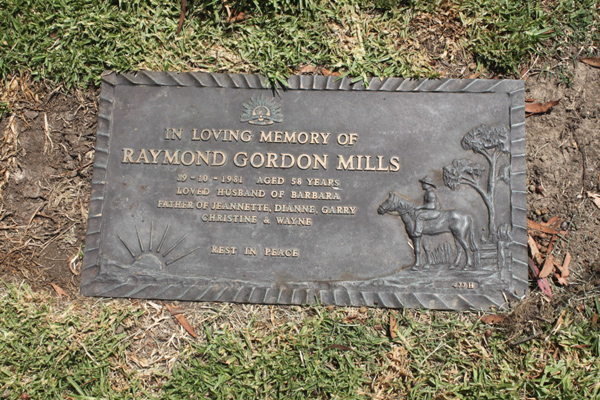 IN LOVING MEMORY OF
RAYMOND GORDON MILLS
29-10-1981 AGED 58 YEARS
LOVED HUSBAND OF BARBARA
FATHER OF JEANNETTE, DIANNE, GARRY
CHRISTINE & WAYNE
REST IN PEACE